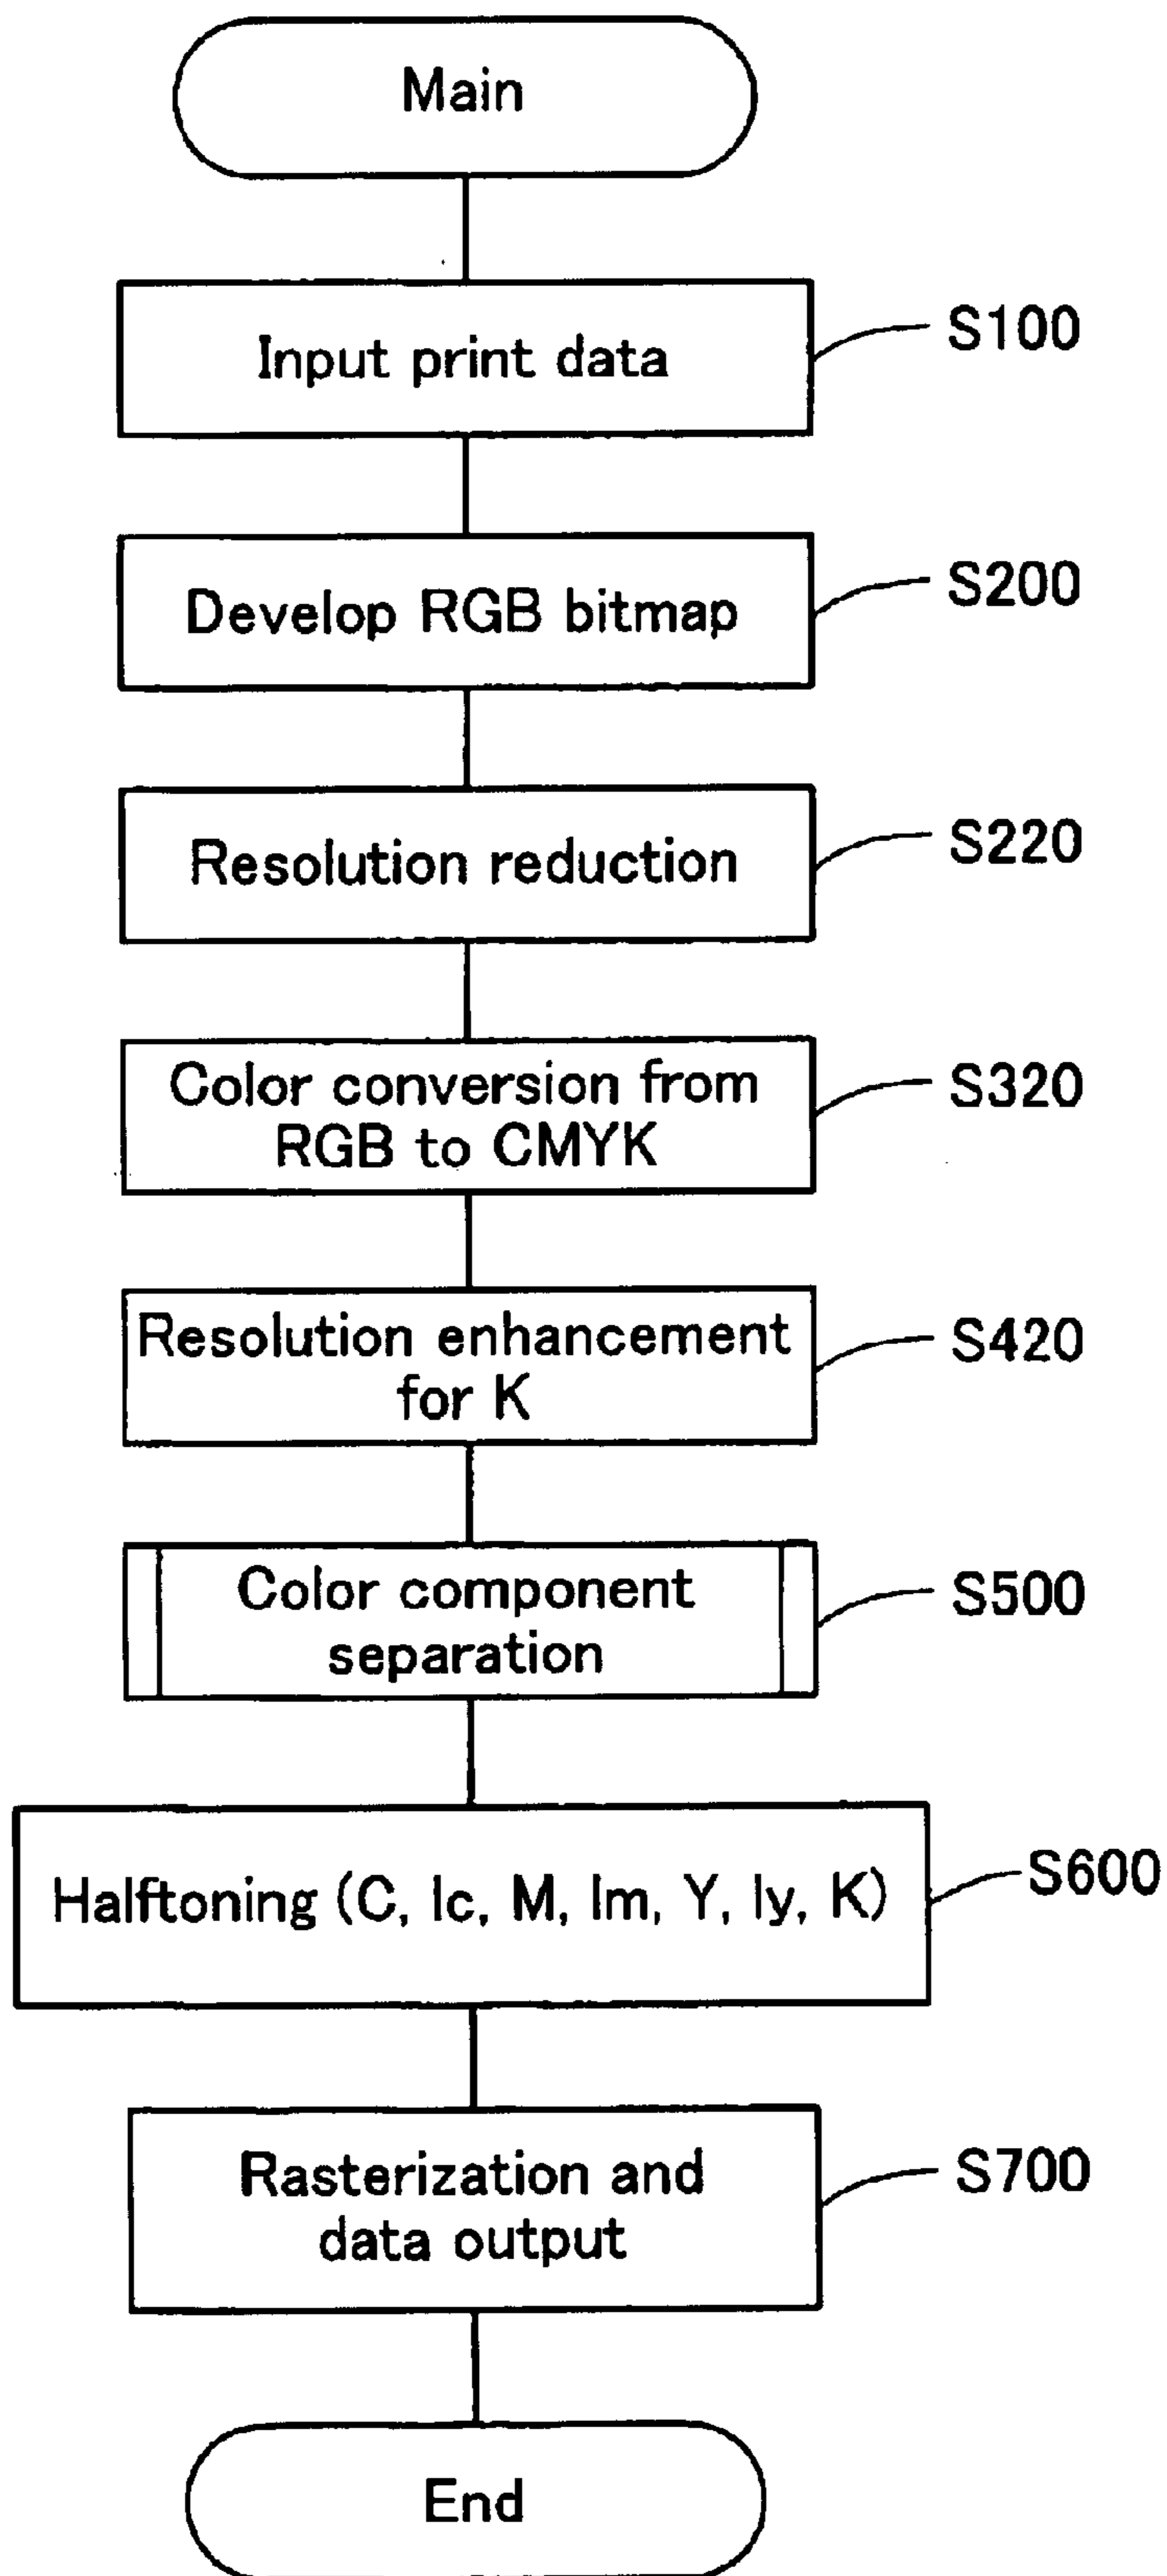 Main
Input print data
S100
Develop RGB bitmap
S200
Resolution reduction
S220
Color conversion from
RGB to CMYK
S320
Resolution enhancement
for K
S420
Color component
separation
S500
Halftoning (C, lc, M, lm, Y, ly, K)
S600
Rasterization and
data output
S700
End